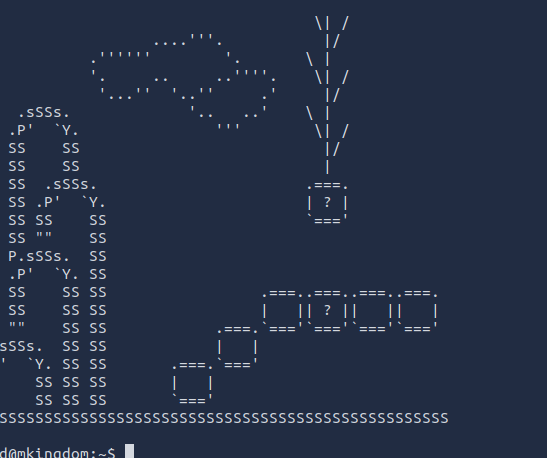 \| /
                 ....'''.           |/
          .''''''        '.       \ |
          '.      ..     ..''''.    \| /
           '...''  '..''     .'     |/
  .sSSs.             '..   ..'    \ |
 .P'  `Y.               '''        \| /
 SS    SS                           |/
 SS    SS                           |
 SS  .sSSs.                       .===.
 SS .P'  `Y.                      | ? |
 SS SS    SS                      `==='
 SS ""    SS
 P.sSSs.  SS
 .P'  `Y. SS
 SS    SS SS                 .===..===..===..===.
 SS    SS SS                 |   || ? ||   ||   |
 ""    SS SS            .===.`==='`==='`==='`==='
sSSs.  SS SS            |   |
'  `Y. SS SS       .===.`==='
    SS SS SS       |   |
    SS SS SS       `==='
SSSSSSSSSSSSSSSSSSSSSSSSSSSSSSSSSSSSSSSSSSSSSSSSSS
d@mkingdom:~$